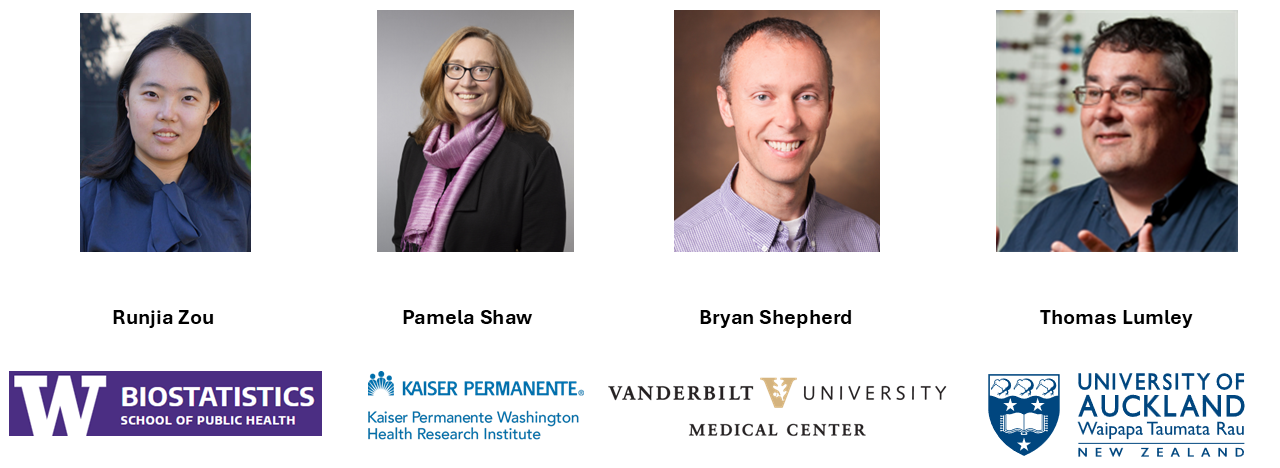 Runjia Zou
Pamela Shaw
Bryan Shepherd
Thomas Lumley
W BIOSTATISTICS
SCHOOL OF PUBLIC HEALTH
KAISER PERMANENTE®
Kaiser Permanente Washington
Health Research Institute
VANDERBILT V UNIVERSITY
MEDICAL CENTER
UNIVERSITY OF
AUCKLAND
Waipapa Taumata Rau
NEW ZEALAND